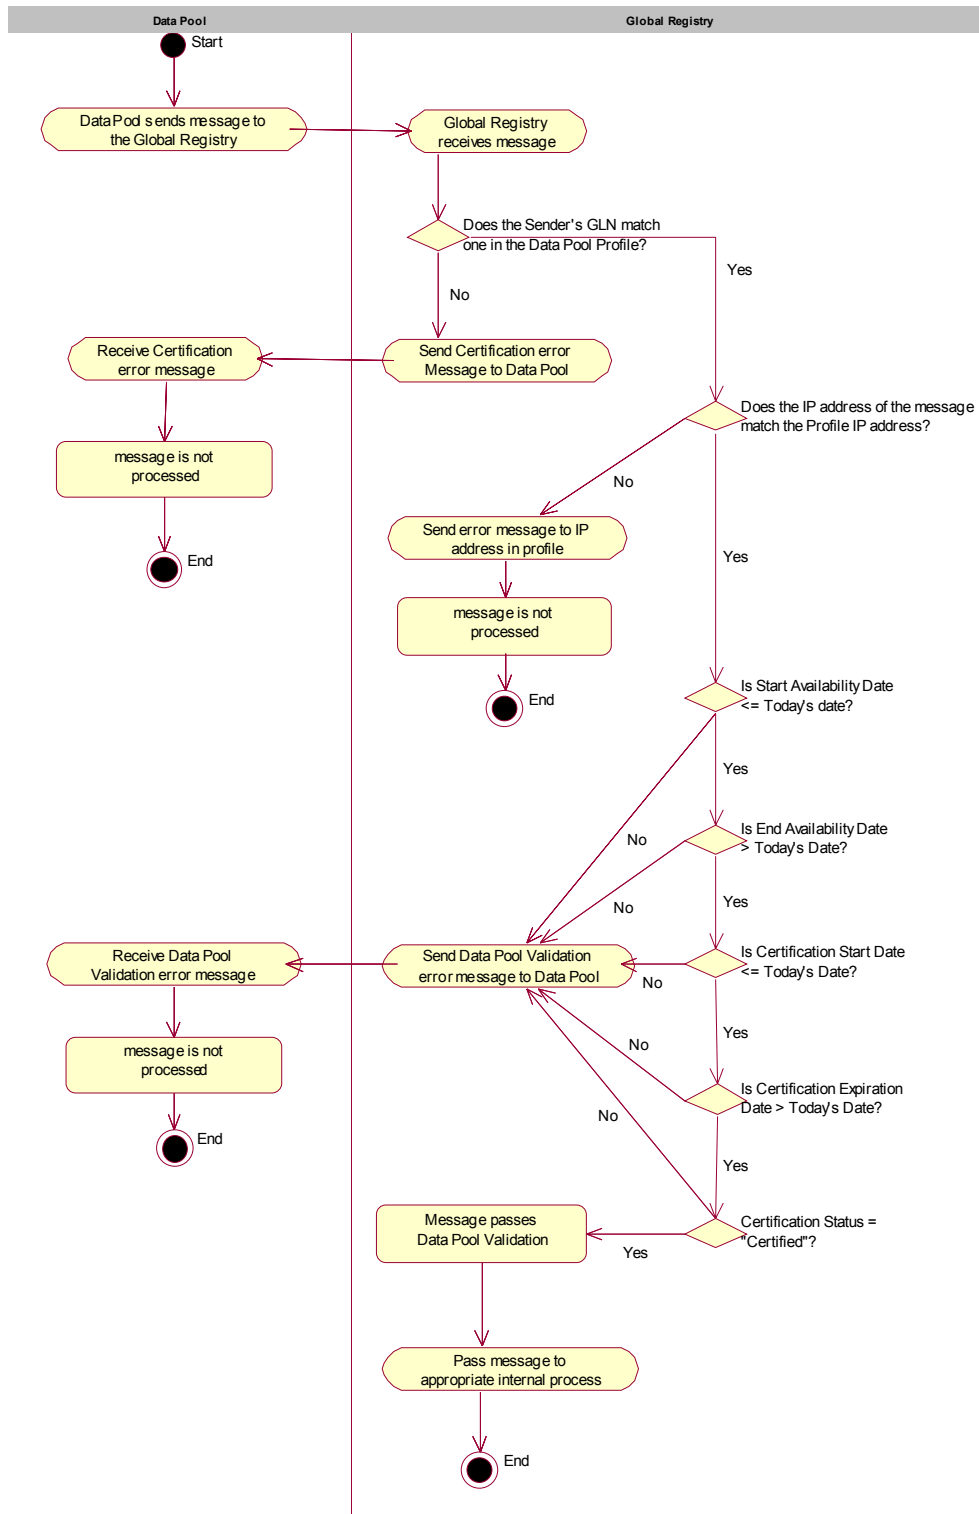 Data Pool
Global Registry
Start
Data Pool sends message to
the Global Registry
Global Registry
receives message
Does the Sender's GLN match
one in the Data Pool Profile?
Yes
No
Receive Certification
error message
Send Certification error
Message to Data Pool
Does the IP address of the message
match the Profile IP address?
message is not
processed
No
Send error message to IP
address in profile
Yes
End
message is not
processed
End
Is Start Availability Date
<= Today's date?
Yes
No
Is End Availability Date
> Today's Date?
No
Yes
Receive Data Pool
Validation error message
Send Data Pool Validation
error message to Data Pool
Is Certification Start Date
<= Today's Date?
No
Yes
message is not
processed
No
Is Certification Expiration
Date > Today's Date?
No
End
Yes
Message passes
Data Pool Validation
Certification Status =
"Certified"?
Yes
Pass message to
appropriate internal process
End